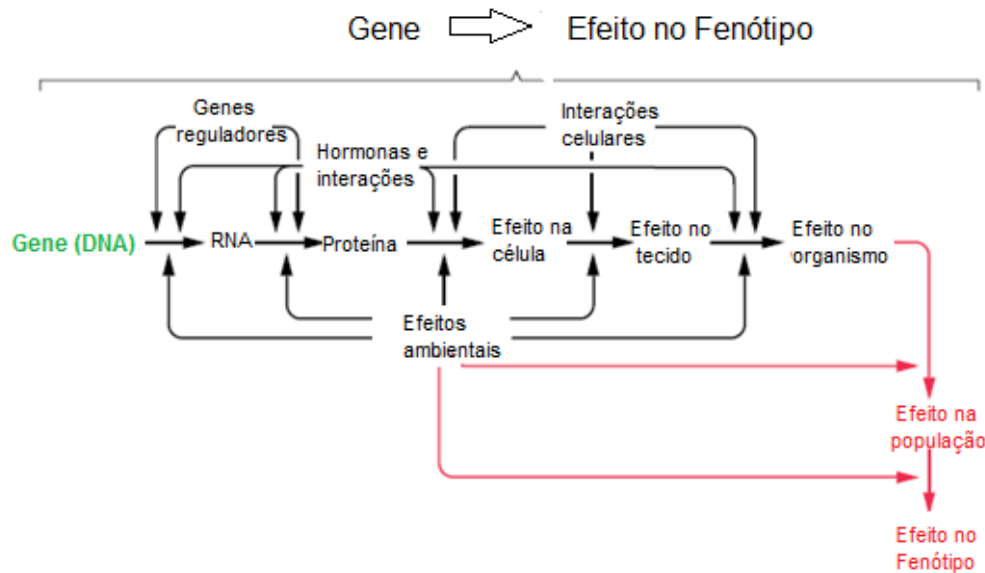 Gene Efeito no Fenótipo
Genes
reguladores
Interações
celulares
Hormonas e
interações
Gene (DNA)
RNA
Proteína
Efeito na
célula
Efeito no
tecido
Efeito no
organismo
Efeitos
ambientais
Efeito na
população
Efeito no
Fenótipo